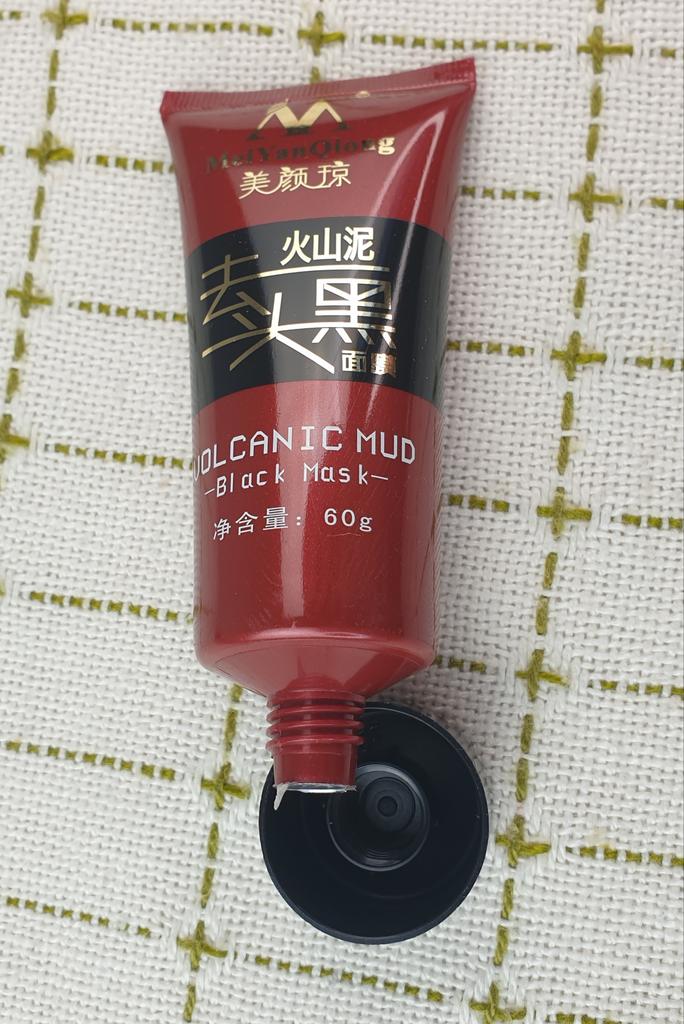 MeiYanQiong
美颜琼
火山泥
去黑头
面膜
VOLCANIC MUD
—Black Mask—
净含量：60g